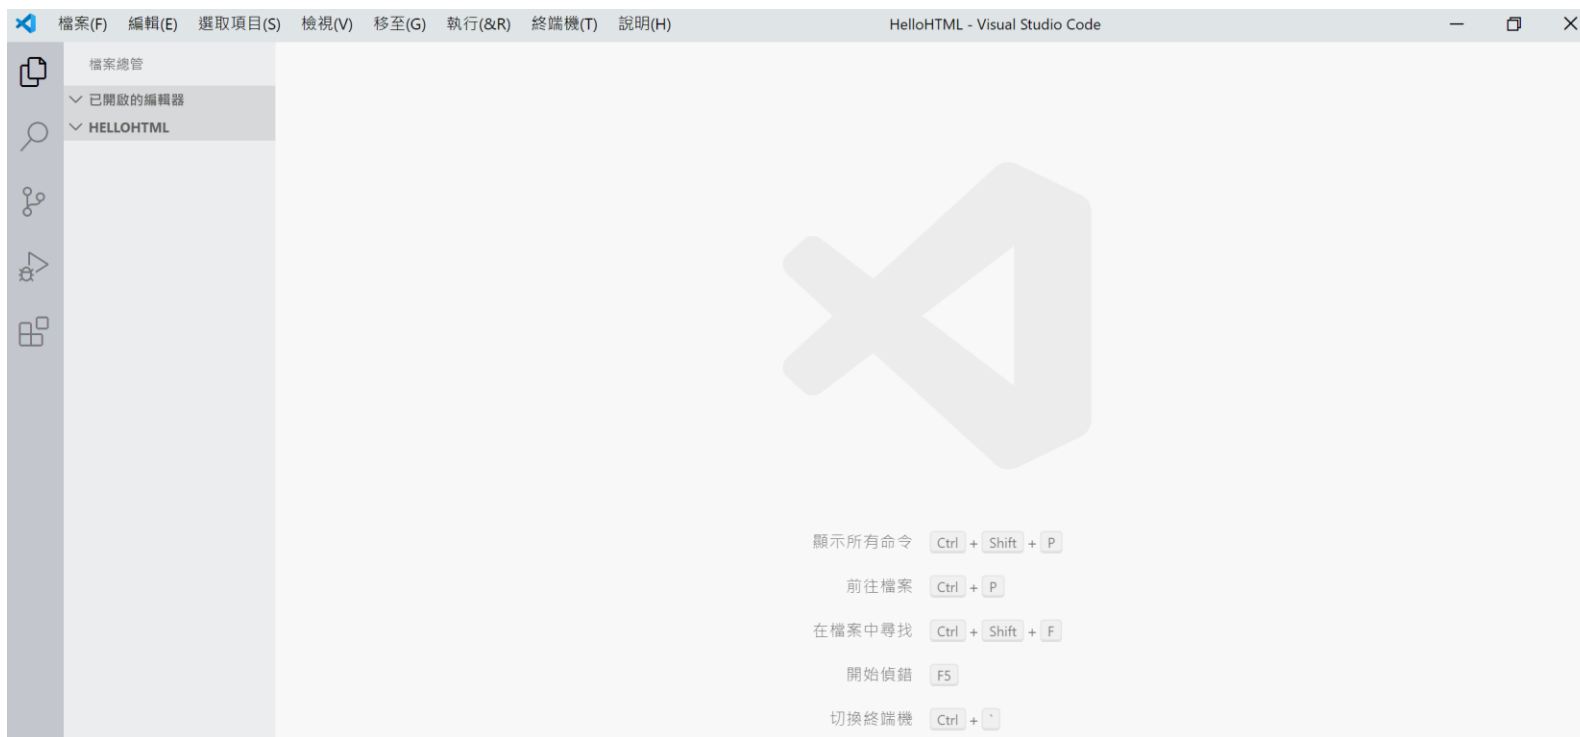 檔案(F) 編輯(E) 選取項目(S) 檢視(V) 移至(G) 執行(&R) 終端機(T) 說明(H) HelloHTML - Visual Studio Code
檔案總管
已開啟的編輯器
HELLOHTML
顯示所有命令 Ctrl + Shift + P
前往檔案 Ctrl + P
在檔案中尋找 Ctrl + Shift + F
開始偵錯 F5
切換終端機 Ctrl + `